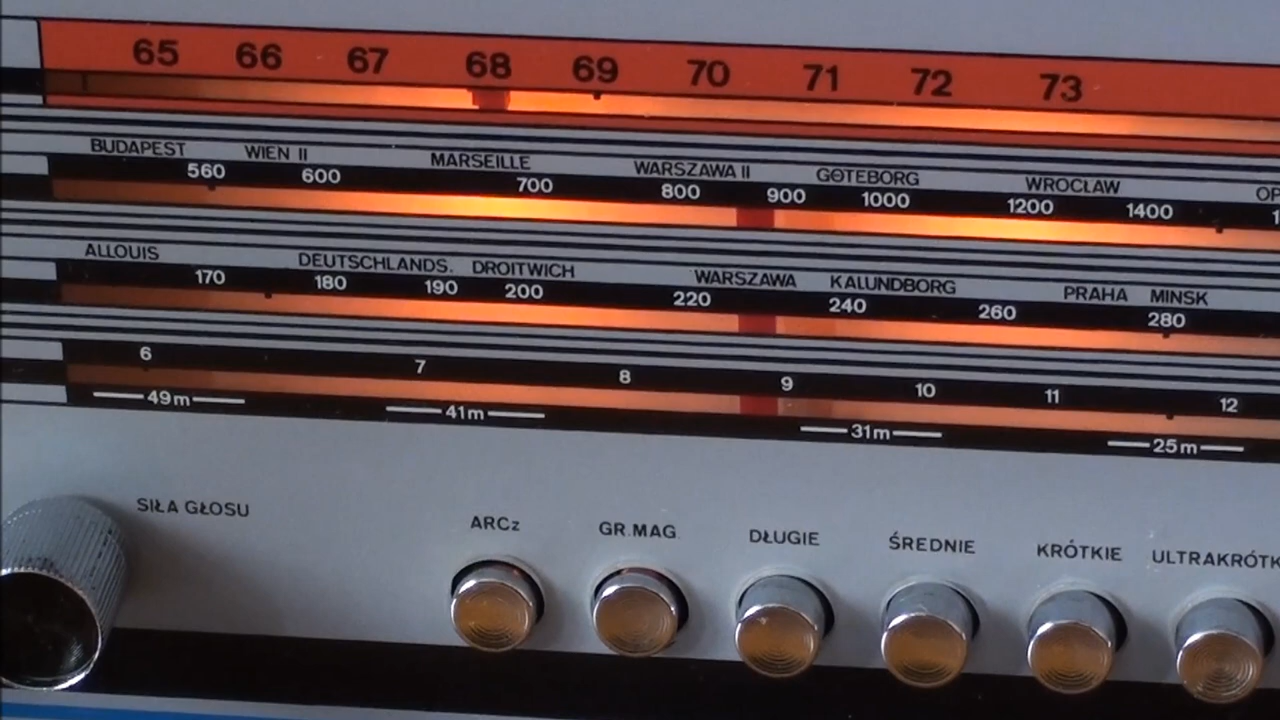 65 66 67 68 69 70 71 72 73
BUDAPEST WIEN II MARSEILLE WARSZAWA II GÖTEBORG WROCLAW
560 600 700 800 900 1000 1200 1400
ALLOUIS DEUTSCHLANDS. DROITWICH WARSZAWA KALUNDBORG PRAHA MINSK
170 180 190 200 220 240 260 280
6 7 8 9 10 11 12
49m 41m 31m 25m
SIŁA GŁOSU
ARCz GR.MAG. DŁUGIE ŚREDNIE KRÓTKIE ULTRAKRÓTK